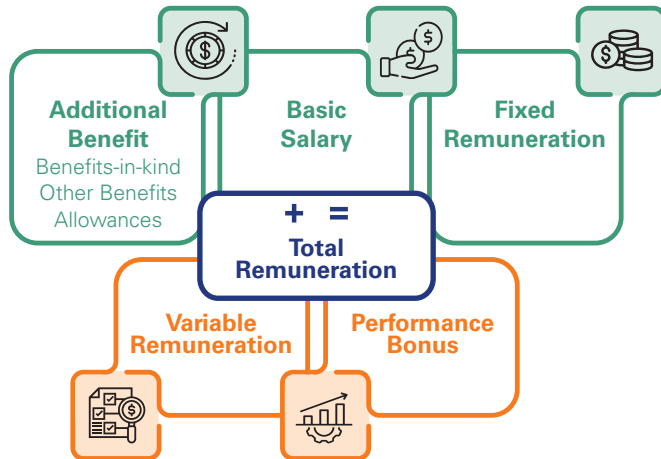 Additional
Benefit
Benefits-in-kind
Other Benefits
Allowances
Basic
Salary
Fixed
Remuneration
+ =
Total
Remuneration
Variable
Remuneration
Performance
Bonus